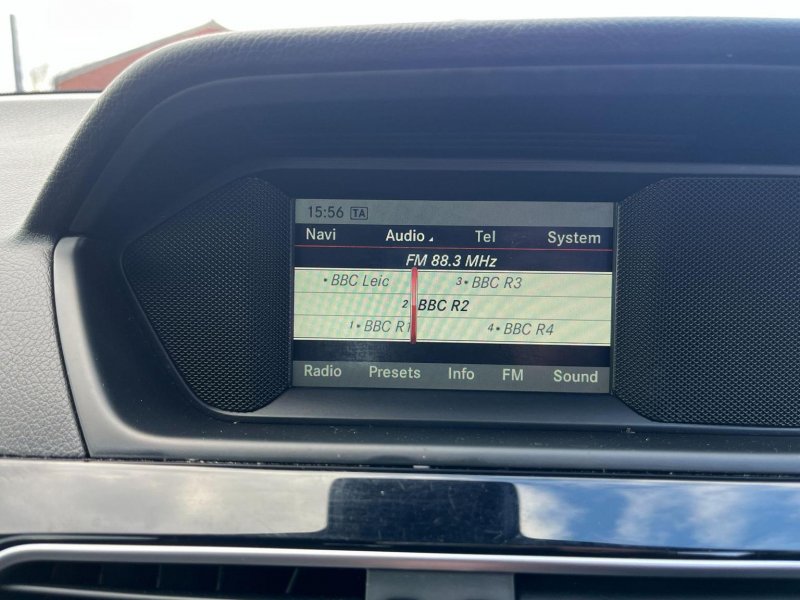 15:56 TA
Navi Audio Tel System
FM 88.3 MHz
• BBC Leic 3• BBC R3
2• BBC R2
1• BBC R1 4• BBC R4
Radio Presets Info FM Sound